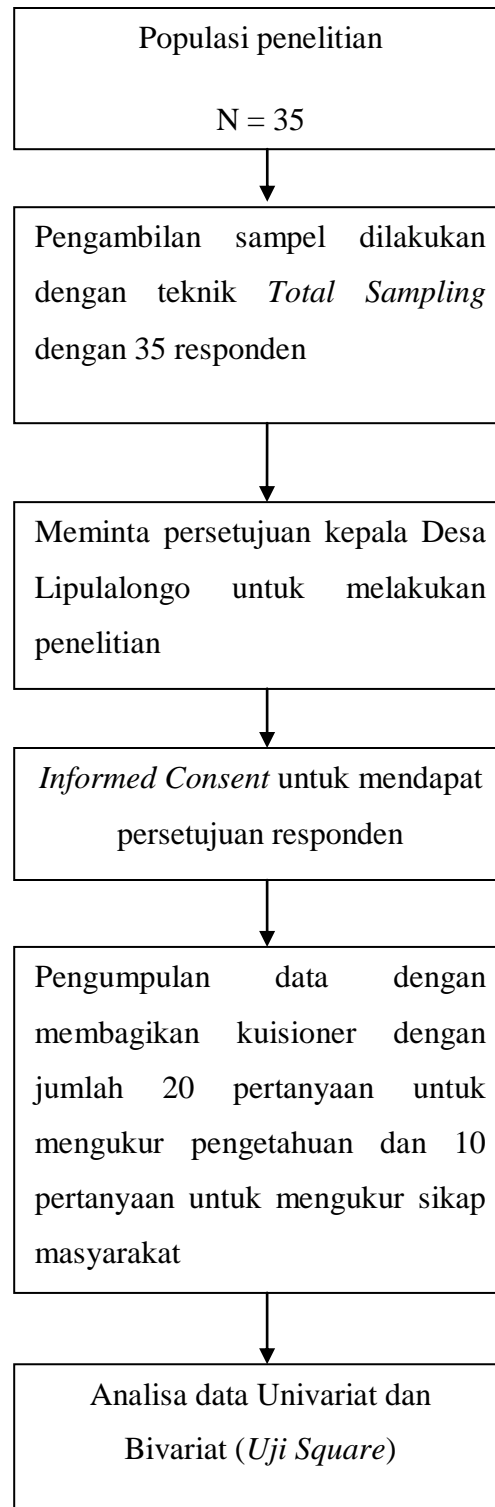 Populasi penelitian
N = 35
Pengambilan sampel dilakukan
dengan teknik Total Sampling
dengan 35 responden
Meminta persetujuan kepala Desa
Lipulalongo untuk melakukan
penelitian
Informed Consent untuk mendapat
persetujuan responden
Pengumpulan data dengan
membagikan kuisioner dengan
jumlah 20 pertanyaan untuk
mengukur pengetahuan dan 10
pertanyaan untuk mengukur sikap
masyarakat
Analisa data Univariat dan
Bivariat (Uji Square)